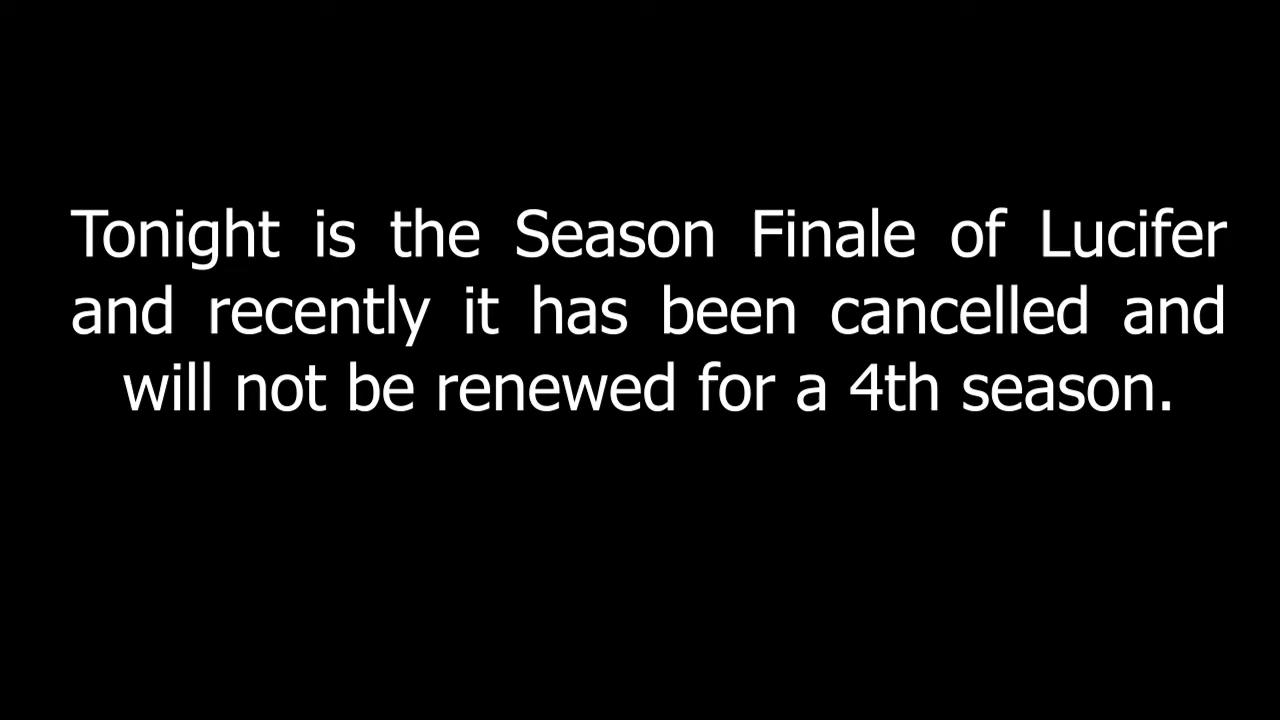 Tonight is the Season Finale of Lucifer
and recently it has been cancelled and
will not be renewed for a 4th season.